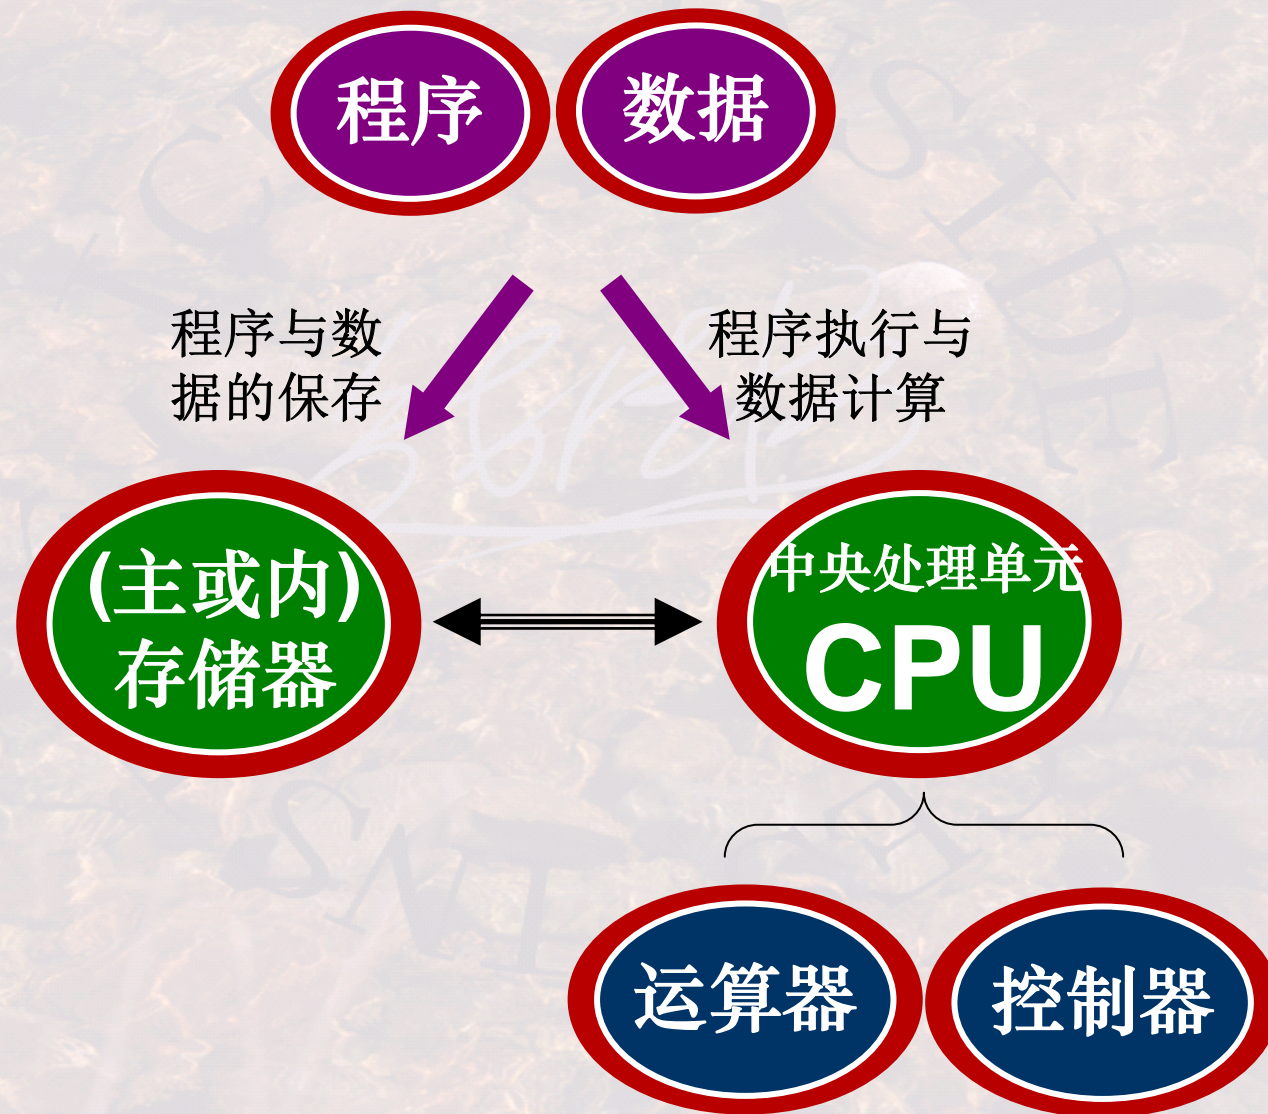 程序
数据
程序与数
据的保存
程序执行与
数据计算
(主或内)
存储器
中央处理单元
CPU
运算器
控制器